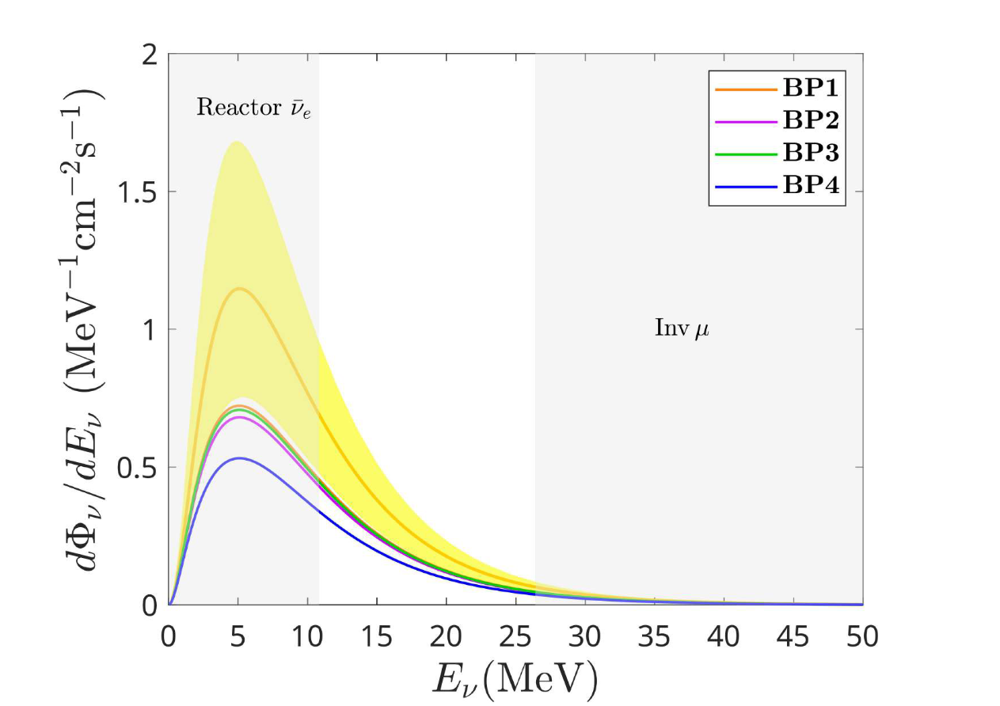 2
1.5
1
0.5
0
dΦν/dEν (MeV⁻¹cm⁻²s⁻¹)
Reactor ν̄ₑ
Inv μ
BP1
BP2
BP3
BP4
0 5 10 15 20 25 30 35 40 45 50
Eν(MeV)